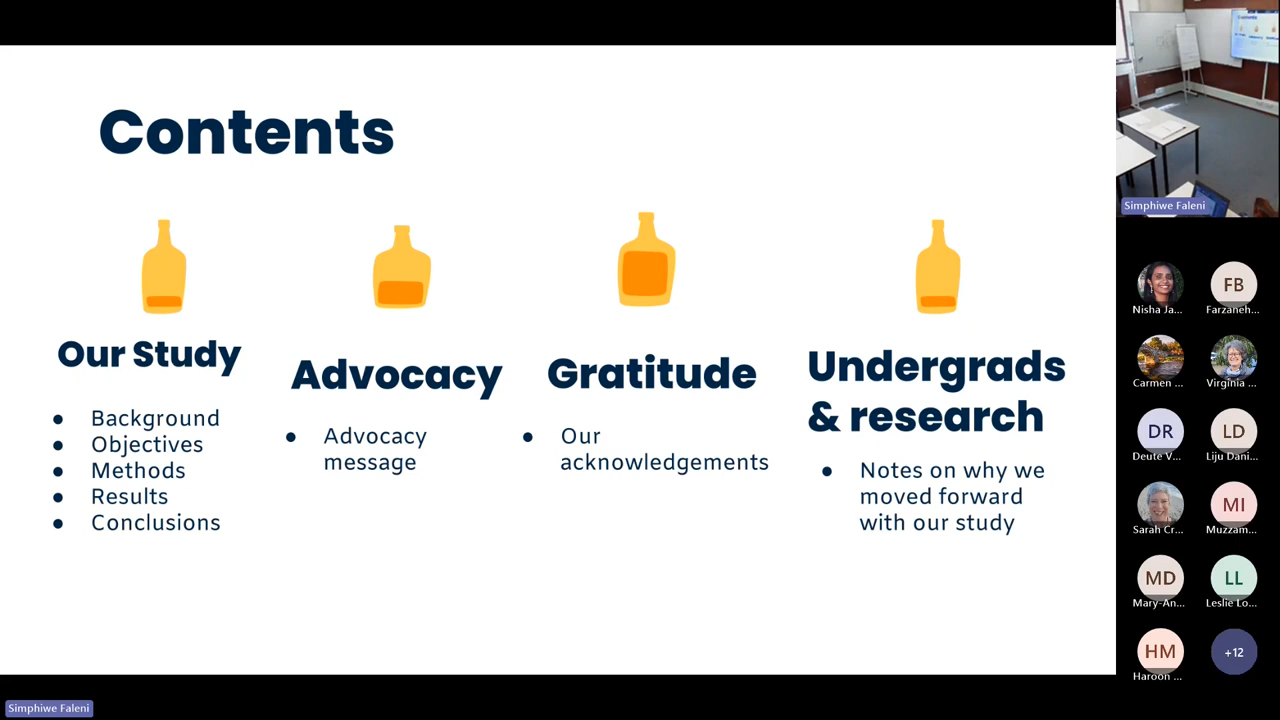 Contents
Our Study
● Background
● Objectives
● Methods
● Results
● Conclusions
Advocacy
● Advocacy
message
Gratitude
● Our
acknowledgements
Undergrads
& research
● Notes on why we
moved forward
with our study
Simphiwe Faleni
Contents
Simphiwe Faleni
Nisha Ja...
FB
Farzaneh...
Carmen ...
Virginia ...
DR
Deute V...
LD
Liju Dani...
Sarah Cr...
MI
Muzzam...
MD
Mary-An...
LL
Leslie Lo...
HM
Haroon ...
+12